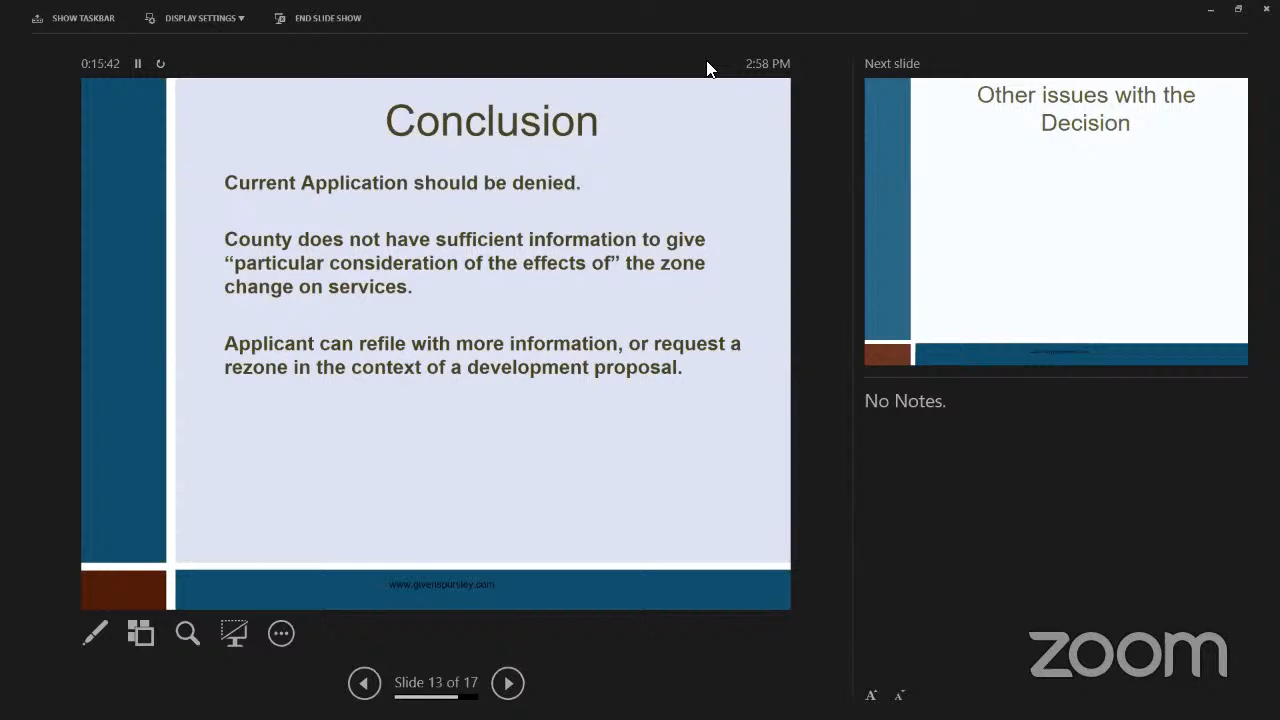 SHOW TASKBAR
DISPLAY SETTINGS ▼
END SLIDE SHOW
0:15:42
2:58 PM
Conclusion
Current Application should be denied.
County does not have sufficient information to give
“particular consideration of the effects of” the zone
change on services.
Applicant can refile with more information, or request a
rezone in the context of a development proposal.
www.givenspursley.com
Slide 13 of 17
Next slide
Other issues with the
Decision
No Notes.
A
A
zoom